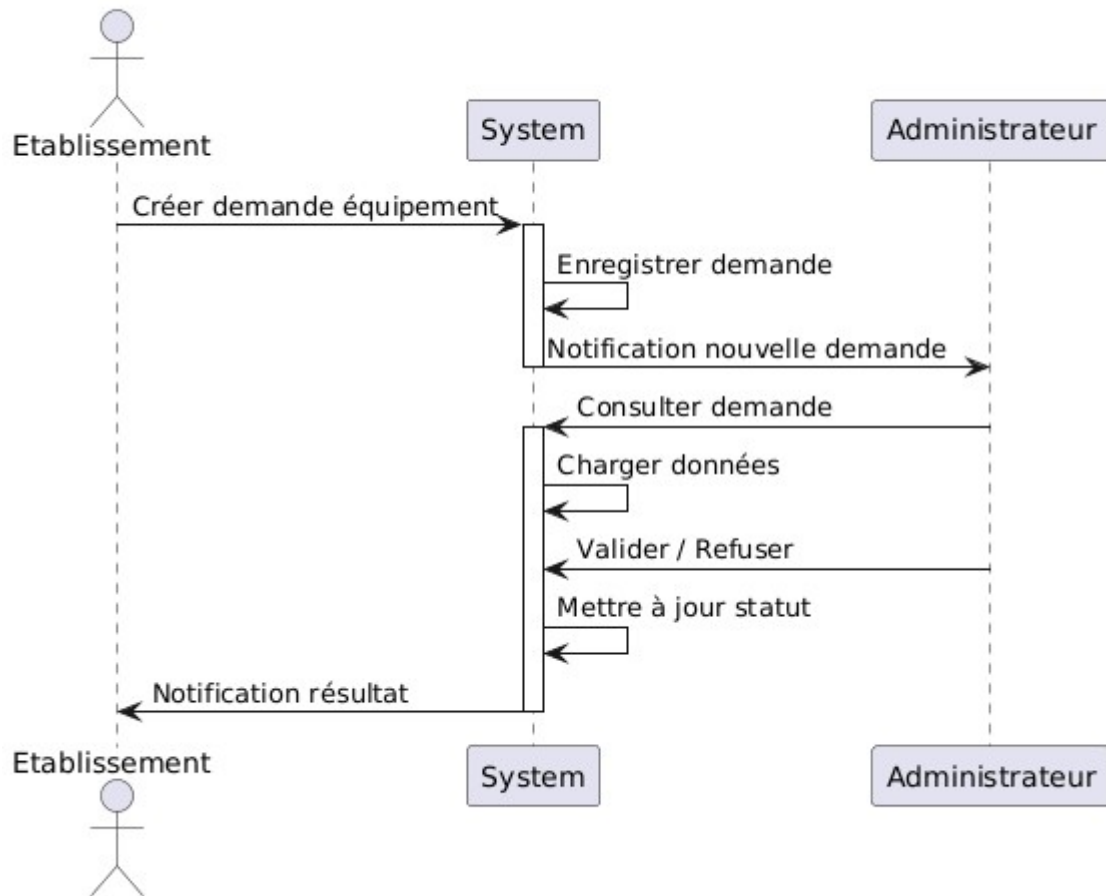 Etablissement
System
Administrateur
Créer demande équipement
Enregistrer demande
Notification nouvelle demande
Consulter demande
Charger données
Valider / Refuser
Mettre à jour statut
Notification résultat
Etablissement
System
Administrateur